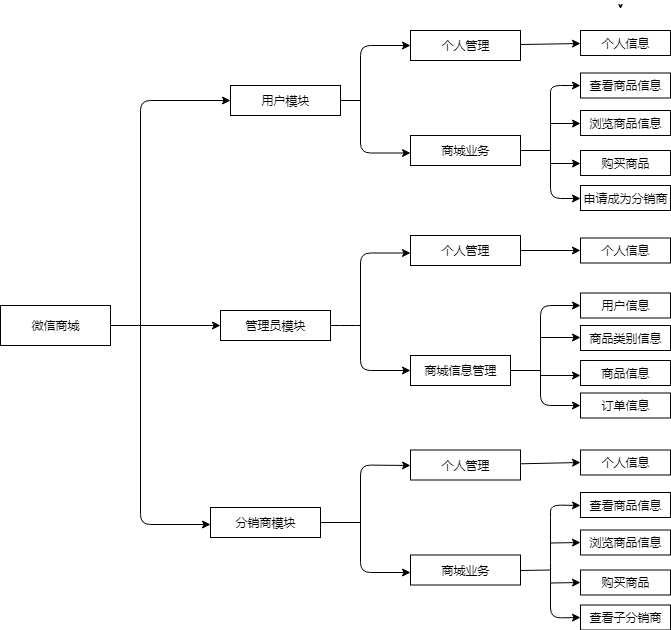 个人管理
个人信息
用户模块
查看商品信息
浏览商品信息
商城业务
购买商品
申请成为分销商
个人管理
个人信息
微信商城
管理员模块
用户信息
商品类别信息
商城信息管理
商品信息
订单信息
个人管理
个人信息
分销商模块
查看商品信息
浏览商品信息
商城业务
购买商品
查看子分销商